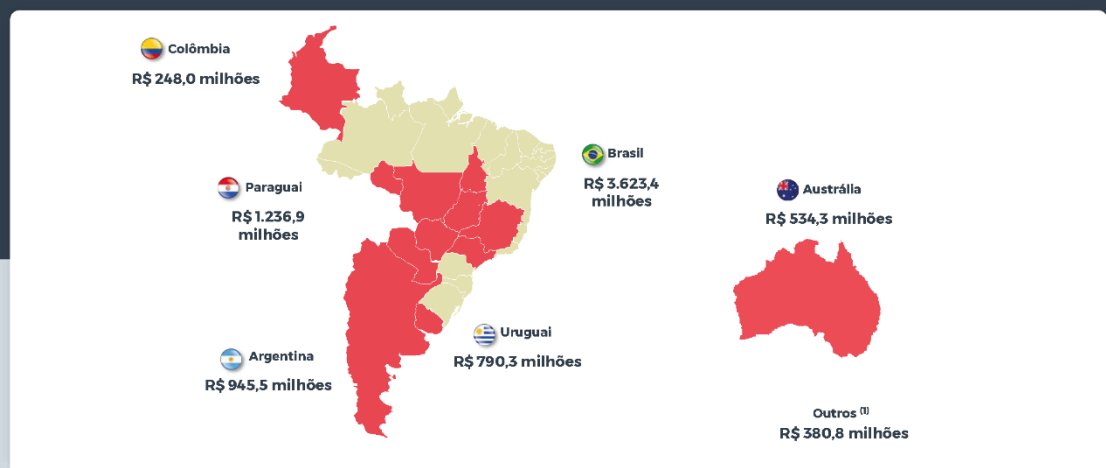 Colômbia
R$ 248,0 milhões
Brasil
R$ 3.623,4
milhões
Paraguai
R$ 1.236,9
milhões
Austrália
R$ 534,3 milhões
Uruguai
R$ 790,3 milhões
Argentina
R$ 945,5 milhões
Outros (1)
R$ 380,8 milhões